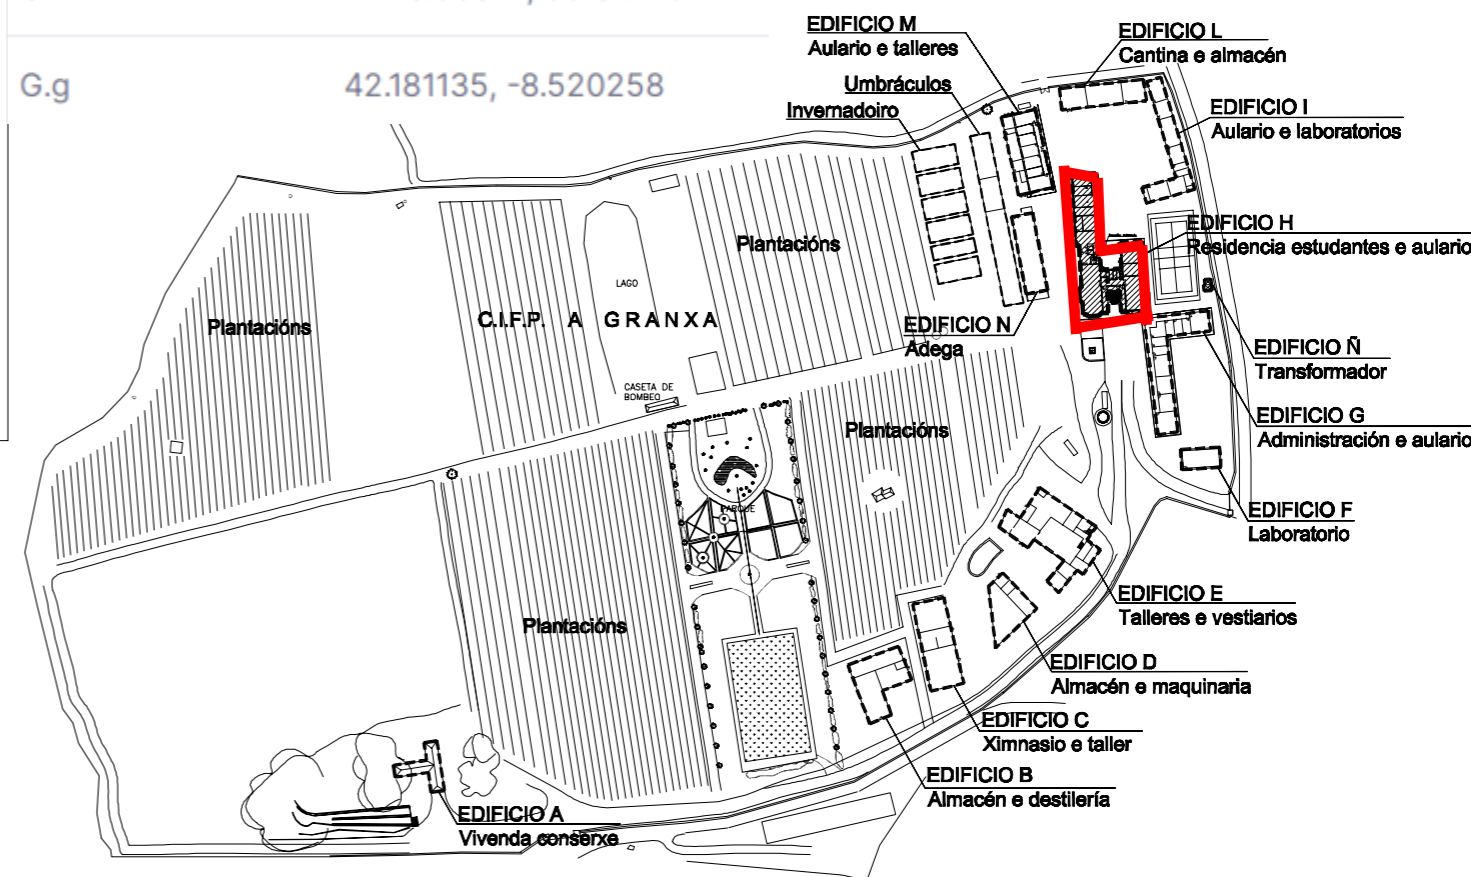 G.g 42.181135, -8.520258
EDIFICIO M
Aulario e talleres
EDIFICIO L
Cantina e almacén
Umbráculos
Invernadoiro
EDIFICIO I
Aulario e laboratorios
EDIFICIO H
Residencia estudantes e aulario
Plantacións
LAGO
Plantacións
C.I.F.P. A GRANXA
EDIFICIO N
Adega
EDIFICIO Ñ
Transformador
CASETA DE
BOMBEO
Plantacións
EDIFICIO G
Administración e aulario
PARQUE
EDIFICIO F
Laboratorio
EDIFICIO E
Talleres e vestiarios
Plantacións
EDIFICIO D
Almacén e maquinaria
EDIFICIO C
Ximnasio e taller
EDIFICIO B
Almacén e destilería
EDIFICIO A
Vivenda conserxe